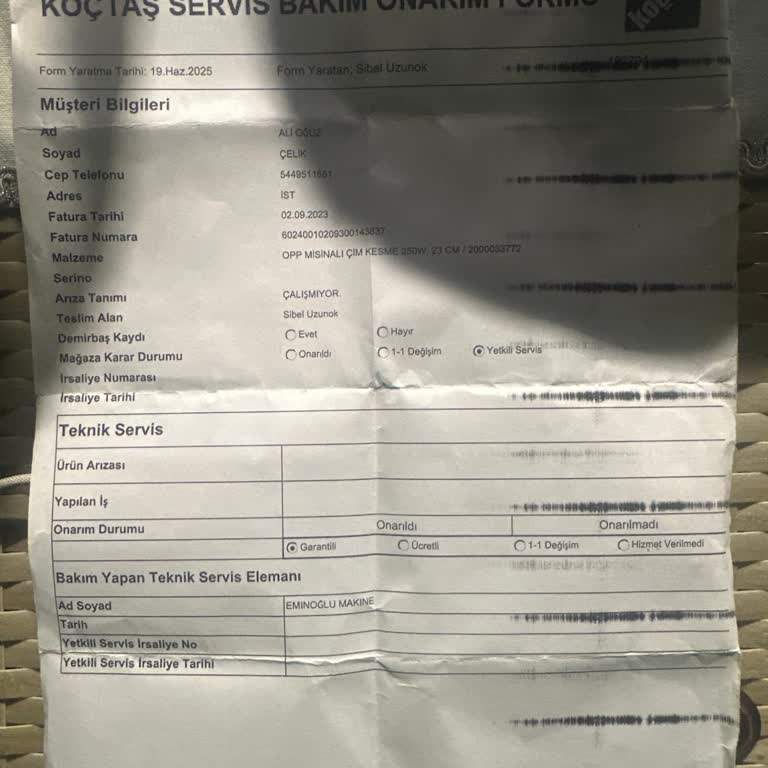 KOÇTAŞ SERVİS BAKIM ONARIM FORMU
Form Yaratma Tarihi: 19.Haz.2025 Form Yaratan: Sibel Uzunok
Müşteri Bilgileri
Ad ALİ OĞUZ
Soyad ÇELİK
Cep Telefonu 5449511661
Adres İST
Fatura Tarihi 02.09.2023
Fatura Numara 60240010209300143837
Malzeme OPP MİSİNALI ÇİM KESME 250W, 23 CM / 2000033772
Serino
Arıza Tanımı ÇALIŞMIYOR.
Teslim Alan Sibel Uzunok
Demirbaş Kaydı Evet Hayır
Mağaza Karar Durumu Onarıldı 1-1 Değişim Yetkili Servis
İrsaliye Numarası
İrsaliye Tarihi
Teknik Servis
Ürün Arızası
Yapılan İş
Onarım Durumu Onarıldı Onarılmadı
Garantili Ücretli 1-1 Değişim Hizmet Verilmedi
Bakım Yapan Teknik Servis Elemanı
Ad Soyad EMINOĞLU MAKINE
Tarih
Yetkili Servis İrsaliye No
Yetkili Servis İrsaliye Tarihi